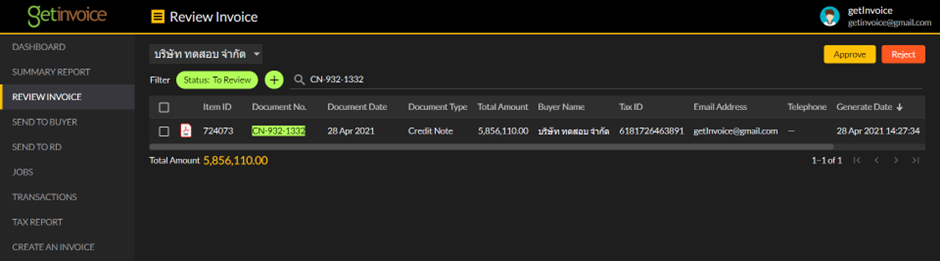 getinvoice
Review Invoice
getInvoice
getinvoice@gmail.com
DASHBOARD
SUMMARY REPORT
REVIEW INVOICE
SEND TO BUYER
SEND TO RD
JOBS
TRANSACTIONS
TAX REPORT
CREATE AN INVOICE
บริษัท ทดสอบ จำกัด
Approve
Reject
Filter
Status: To Review
+
CN-932-1332
Item ID Document No. Document Date Document Type Total Amount Buyer Name Tax ID Email Address Telephone Generate Date
724073 CN-932-1332 28 Apr 2021 Credit Note 5,856,110.00 บริษัท ทดสอบ จำกัด 6181726463891 getInvoice@gmail.com — 28 Apr 2021 14:27:34
Total Amount 5,856,110.00
1–1 of 1